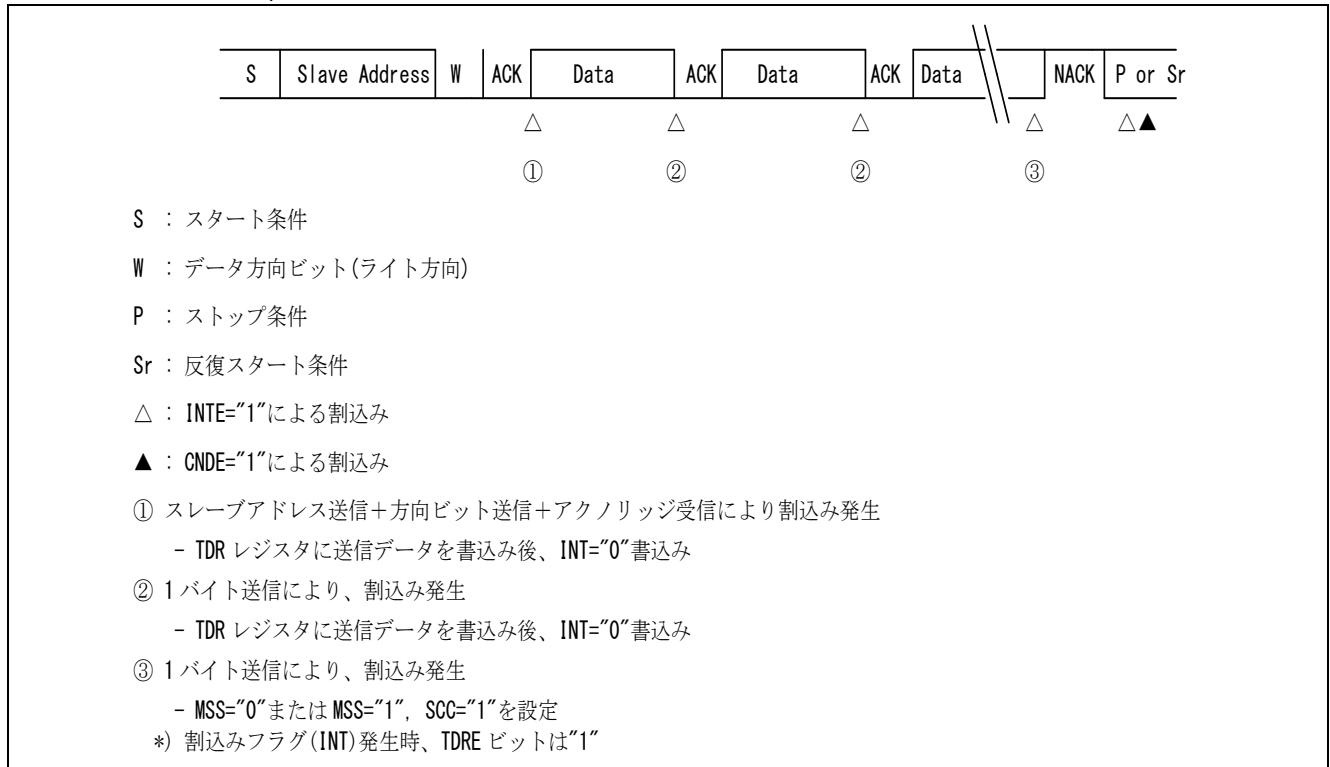 S Slave Address W ACK Data ACK Data ACK Data NACK P or Sr
△ △ △ △ △▲
① ② ② ③
S : スタート条件
W : データ方向ビット(ライト方向)
P : ストップ条件
Sr : 反復スタート条件
△ : INTE="1"による割込み
▲ : CNDE="1"による割込み
① スレーブアドレス送信+方向ビット送信+アクノリッジ受信により割込み発生
- TDR レジスタに送信データを書込み後、INT="0"書込み
② 1 バイト送信により、割込み発生
- TDR レジスタに送信データを書込み後、INT="0"書込み
③ 1 バイト送信により、割込み発生
- MSS="0"または MSS="1", SCC="1"を設定
*) 割込みフラグ(INT)発生時、TDRE ビットは"1"